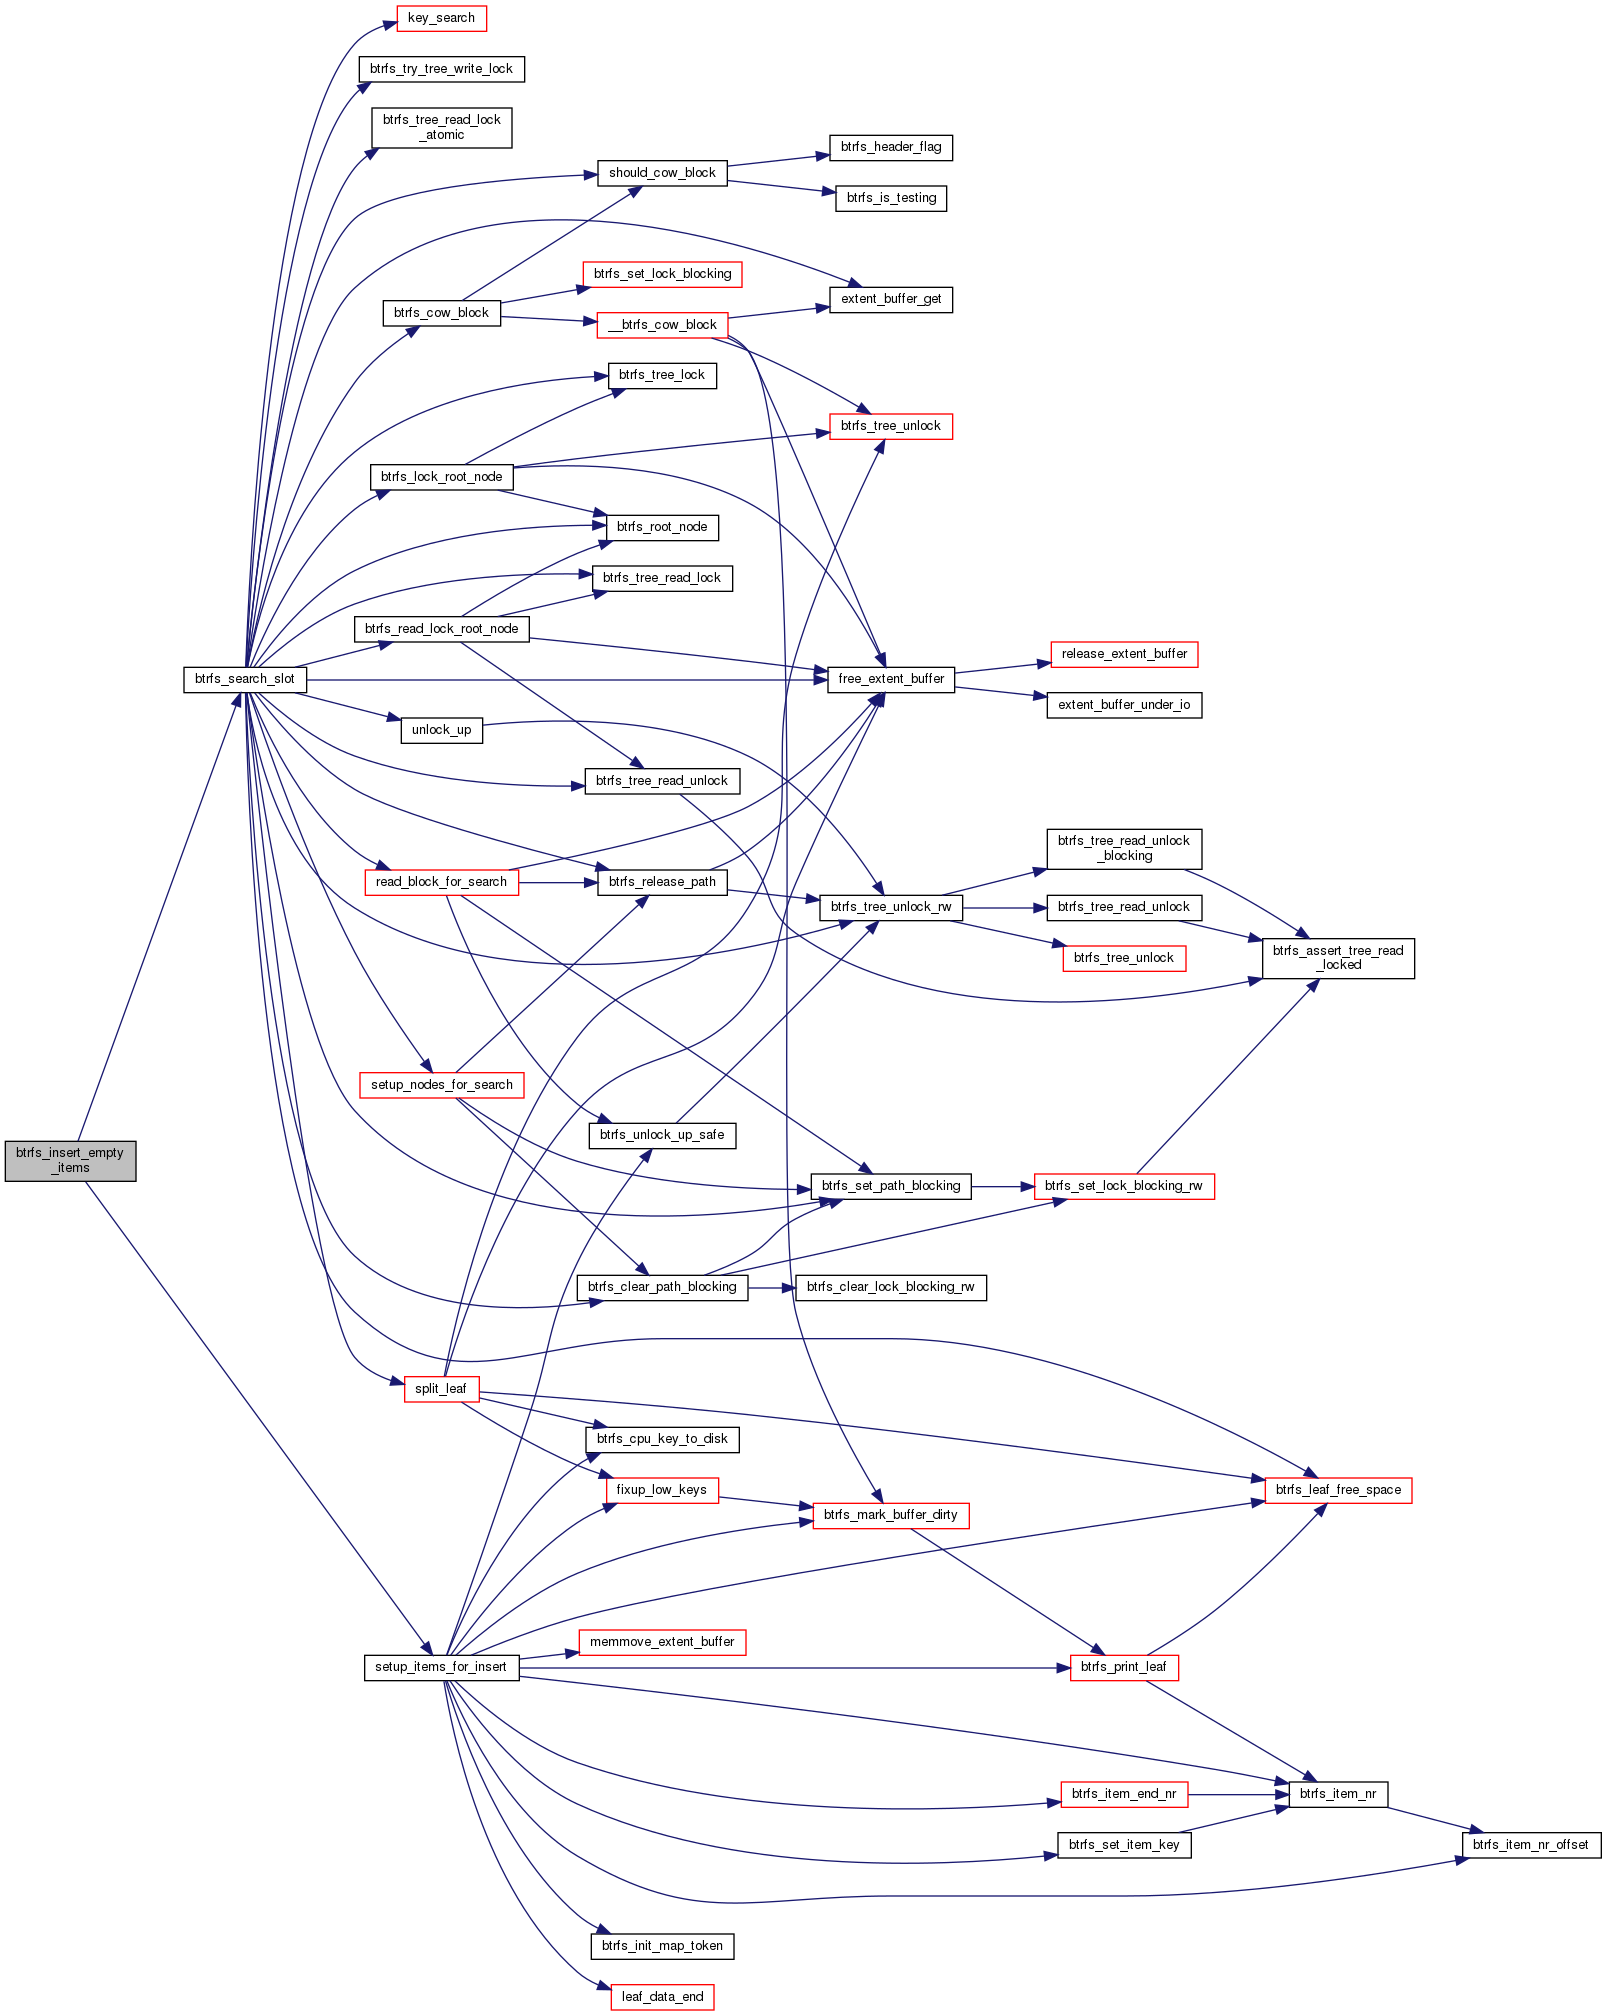 key_search
btrfs_try_tree_write_lock
btrfs_tree_read_lock
_atomic
btrfs_header_flag
should_cow_block
btrfs_is_testing
btrfs_set_lock_blocking
extent_buffer_get
btrfs_cow_block
__btrfs_cow_block
btrfs_tree_lock
btrfs_tree_unlock
btrfs_lock_root_node
btrfs_root_node
btrfs_tree_read_lock
btrfs_read_lock_root_node
release_extent_buffer
btrfs_search_slot
free_extent_buffer
extent_buffer_under_io
unlock_up
btrfs_tree_read_unlock
btrfs_tree_read_unlock
_blocking
read_block_for_search
btrfs_release_path
btrfs_tree_unlock_rw
btrfs_tree_read_unlock
btrfs_tree_unlock
btrfs_assert_tree_read
_locked
setup_nodes_for_search
btrfs_unlock_up_safe
btrfs_insert_empty
_items
btrfs_set_path_blocking
btrfs_set_lock_blocking_rw
btrfs_clear_path_blocking
btrfs_clear_lock_blocking_rw
split_leaf
btrfs_cpu_key_to_disk
fixup_low_keys
btrfs_leaf_free_space
btrfs_mark_buffer_dirty
memmove_extent_buffer
setup_items_for_insert
btrfs_print_leaf
btrfs_item_end_nr
btrfs_item_nr
btrfs_set_item_key
btrfs_item_nr_offset
btrfs_init_map_token
leaf_data_end